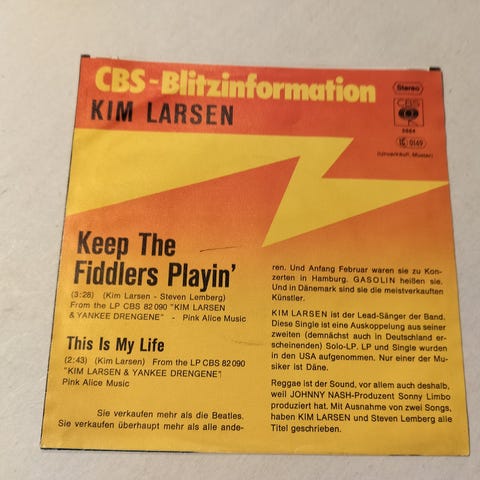 CBS-Blitzinformation
KIM LARSEN
Stereo
CBS
5884
LC 0149
(Unverkäufl. Muster)
Keep The
Fiddlers Playin'
(3:28) (Kim Larsen - Steven Lemberg)
From the LP CBS 82 090 "KIM LARSEN
& YANKEE DRENGENE" - Pink Alice Music
This Is My Life
(2:43) (Kim Larsen) From the LP CBS 82 090
"KIM LARSEN & YANKEE DRENGENE"
Pink Alice Music
Sie verkaufen mehr als die Beatles.
Sie verkaufen überhaupt mehr als alle ande-
ren. Und Anfang Februar waren sie zu Kon-
zerten in Hamburg. GASOLIN heißen sie.
Und in Dänemark sind sie die meistverkauften
Künstler.
KIM LARSEN ist der Lead-Sänger der Band.
Diese Single ist eine Auskoppelung aus seiner
zweiten (demnächst auch in Deutschland er-
scheinenden) Solo-LP. LP und Single wurden
in den USA aufgenommen. Nur einer der Mu-
siker ist Däne.
Reggae ist der Sound, vor allem auch deshalb,
weil JOHNNY NASH-Produzent Sonny Limbo
produziert hat. Mit Ausnahme von zwei Songs,
haben KIM LARSEN und Steven Lemberg alle
Titel geschrieben.